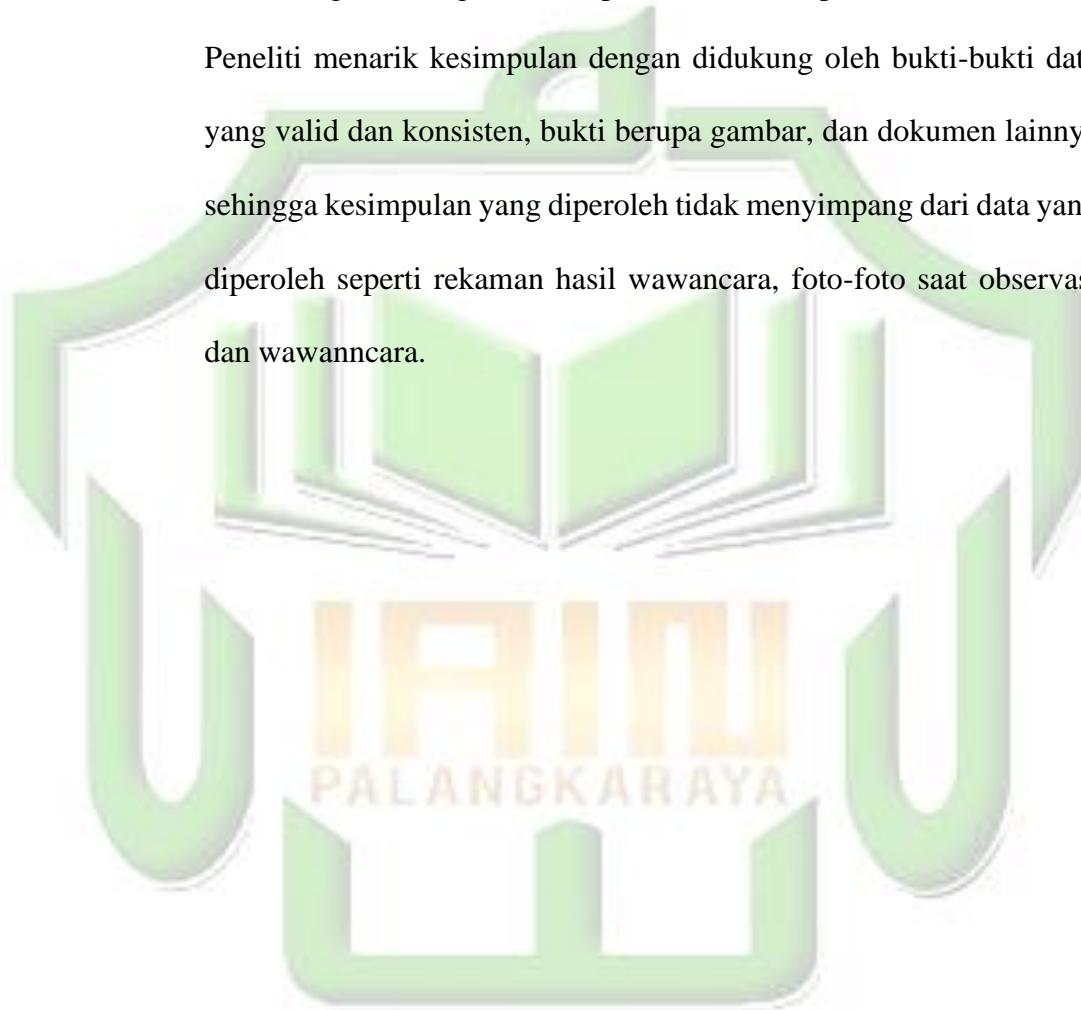 Peneliti menarik kesimpulan dengan didukung oleh bukti-bukti dat
yang valid dan konsisten, bukti berupa gambar, dan dokumen lainny
sehingga kesimpulan yang diperoleh tidak menyimpang dari data yan
diperoleh seperti rekaman hasil wawancara, foto-foto saat observas
dan wawanncara.
IAIN
PALANGKARAYA